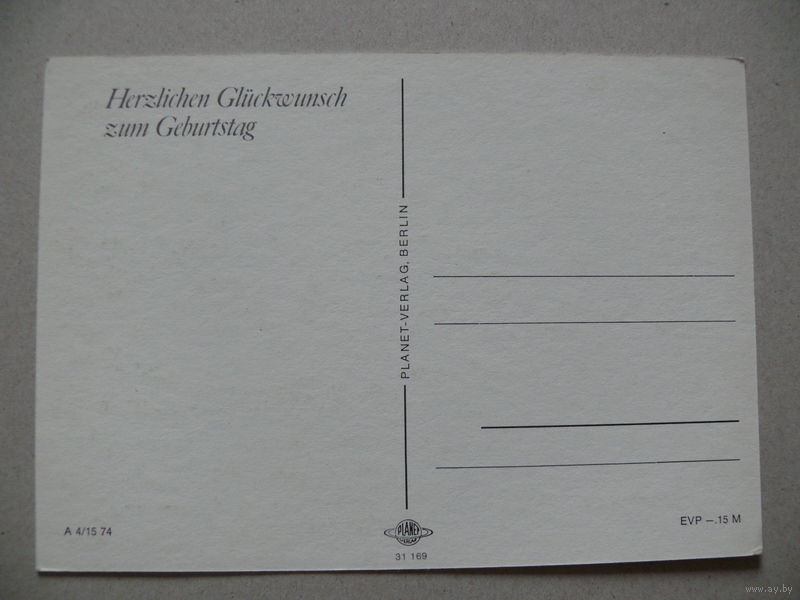 Herzlichen Glückwunsch
zum Geburtstag
PLANET-VERLAG, BERLIN
A 4/15 74
PLANET
VERLAG
31 169
EVP –.15 M
www.ay.by